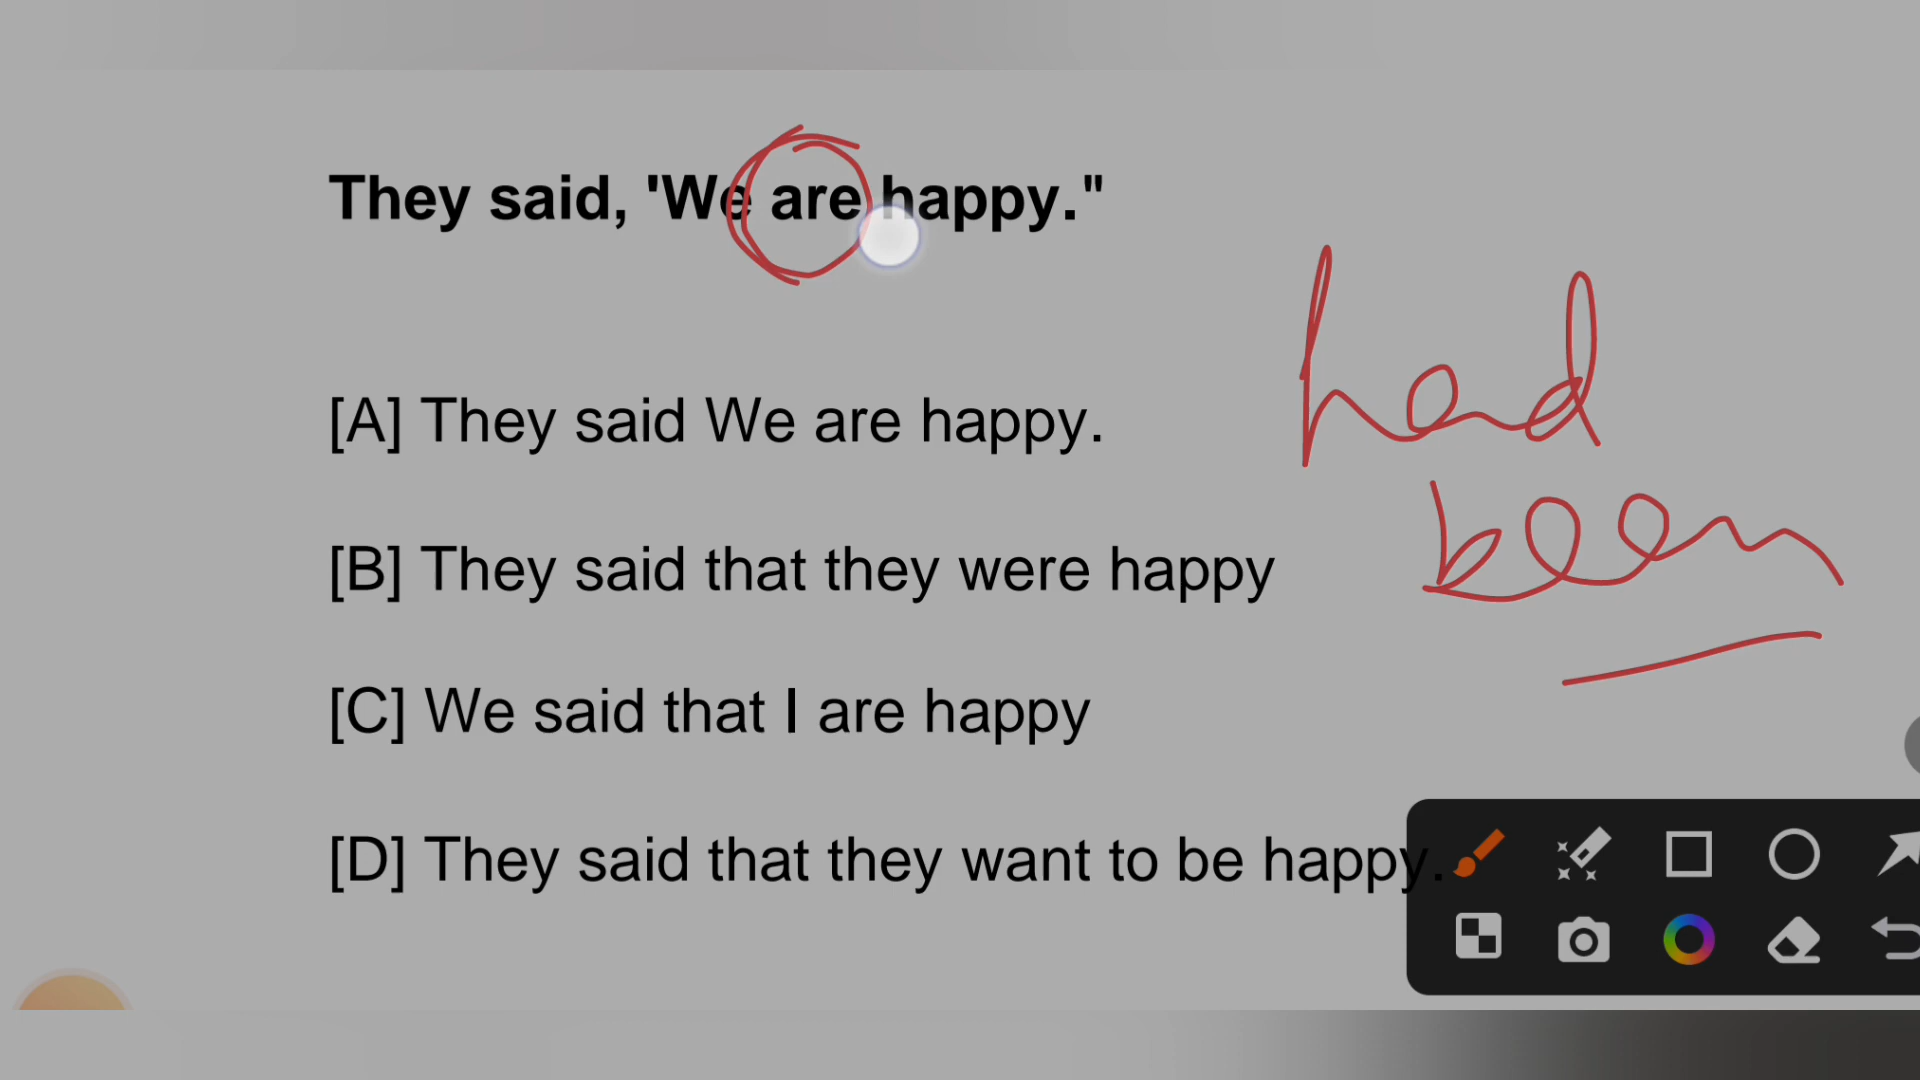 They said, 'We are happy."
had
[A] They said We are happy.
been
[B] They said that they were happy
[C] We said that I are happy
[D] They said that they want to be happy.